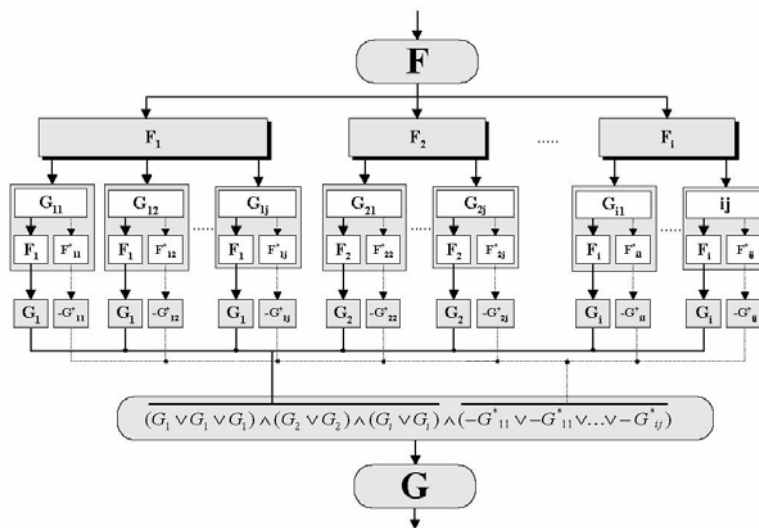 F
F₁ F₂ ..... Fᵢ
G₁₁ G₁₂ G₁ⱼ G₂₁ G₂ⱼ Gᵢ₁ ij
..... ..... .....
F₁ F*₁₁ F₁ F*₁₂ F₁ F*₁ⱼ F₂ F*₂₂ F₂ F*₂ⱼ Fᵢ F*ᵢ₁ Fᵢ F*ᵢⱼ
G₁ -G*₁₁ G₁ -G*₁₂ G₁ -G*₁ⱼ G₂ -G*₂₂ G₂ -G*₂ⱼ Gᵢ -G*ᵢ₁ Gᵢ -G*ᵢⱼ
(G₁ ∨ G₁ ∨ G₁) ∧ (G₂ ∨ G₂) ∧ (Gᵢ ∨ Gᵢ) ∧ (-G*₁₁ ∨ -G*₁₁ ∨ ... ∨ -G*ᵢⱼ)
G